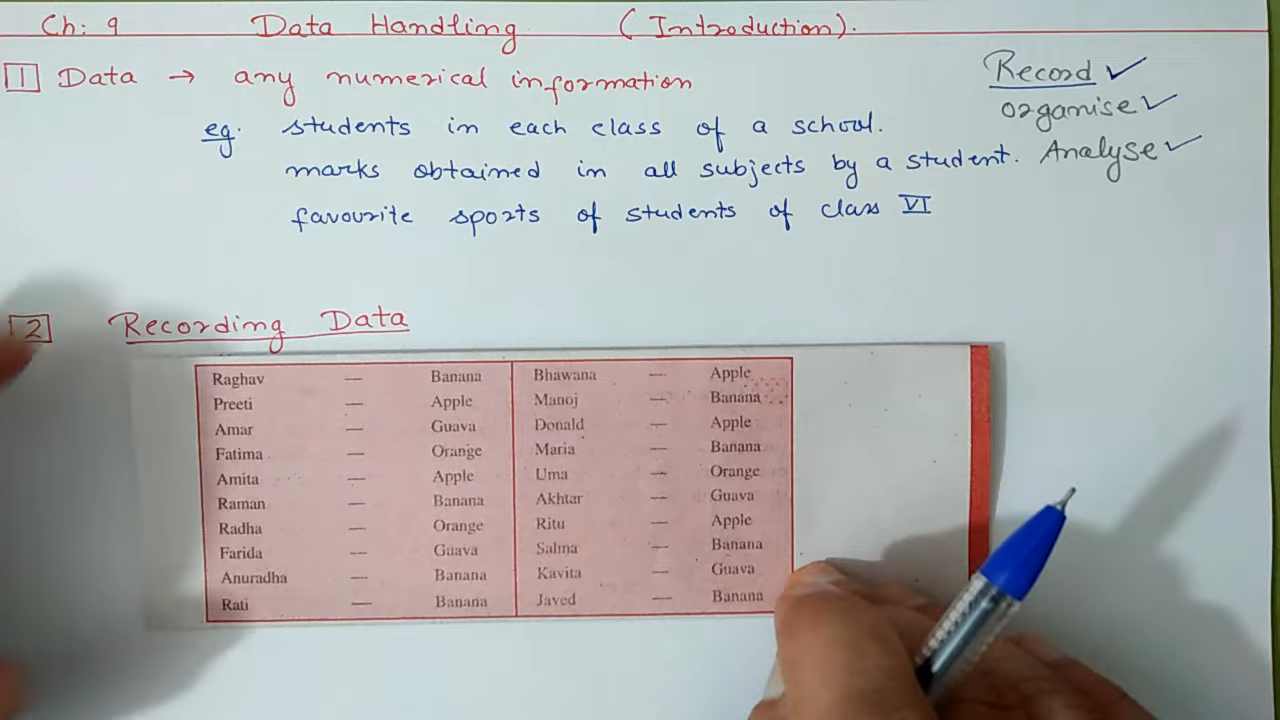 Ch: 9 Data Handling (Introduction).
1 Data → any numerical information
Record ✓
organise ✓
Analyse ✓
eg. students in each class of a school.
marks obtained in all subjects by a student.
favourite sports of students of class VI
2 Recording Data
Raghav — Banana Bhawana — Apple
Preeti — Apple Manoj — Banana
Amar — Guava Donald — Apple
Fatima — Orange Maria — Banana
Amita — Apple Uma — Orange
Raman — Banana Akhtar — Guava
Radha — Orange Ritu — Apple
Farida — Guava Salma — Banana
Anuradha — Banana Kavita — Guava
Rati — Banana Javed — Banana